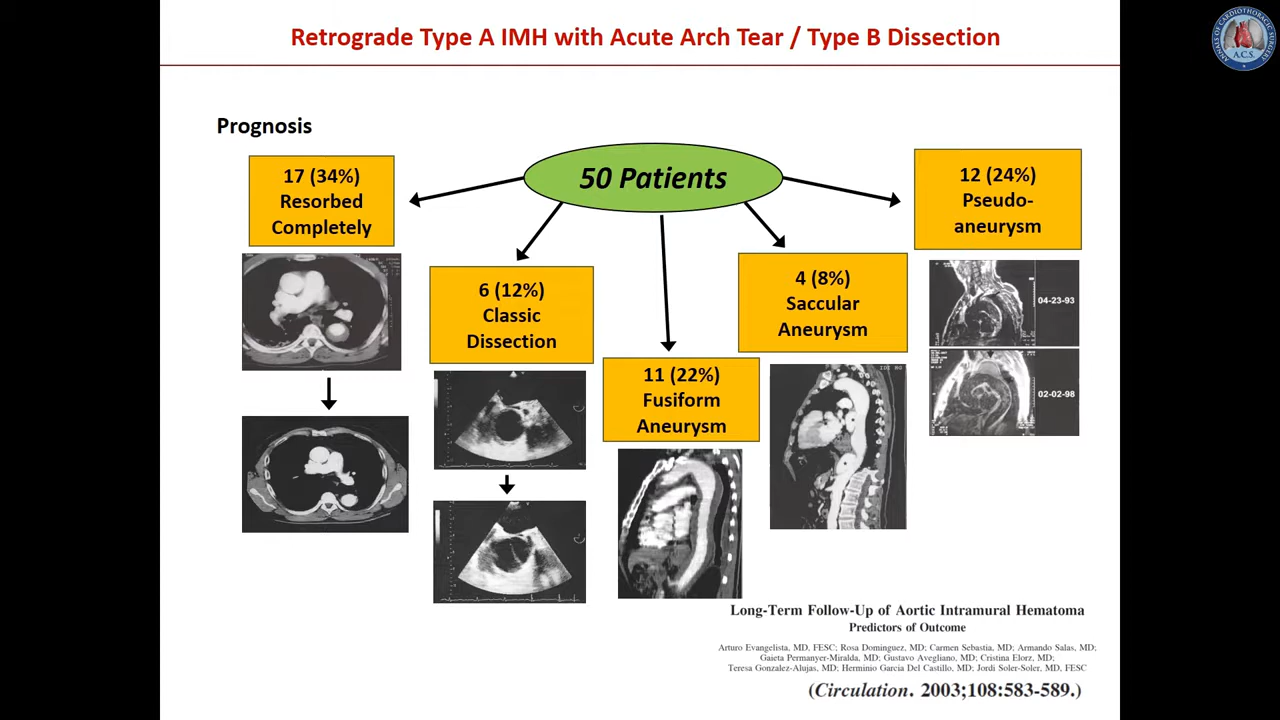 Retrograde Type A IMH with Acute Arch Tear / Type B Dissection
ANNALS OF CARDIOTHORACIC SURGERY
A.C.S.
Prognosis
50 Patients
17 (34%)
Resorbed
Completely
6 (12%)
Classic
Dissection
11 (22%)
Fusiform
Aneurysm
4 (8%)
Saccular
Aneurysm
12 (24%)
Pseudo-
aneurysm
04-23-93
02-02-98
Long-Term Follow-Up of Aortic Intramural Hematoma
Predictors of Outcome
Arturo Evangelista, MD, FESC; Rosa Dominguez, MD; Carmen Sebastia, MD; Armando Salas, MD;
Gaieta Permanyer-Miralda, MD; Gustavo Avegliano, MD; Cristina Elorz, MD;
Teresa Gonzalez-Alujas, MD; Herminio Garcia Del Castillo, MD; Jordi Soler-Soler, MD, FESC
(Circulation. 2003;108:583-589.)